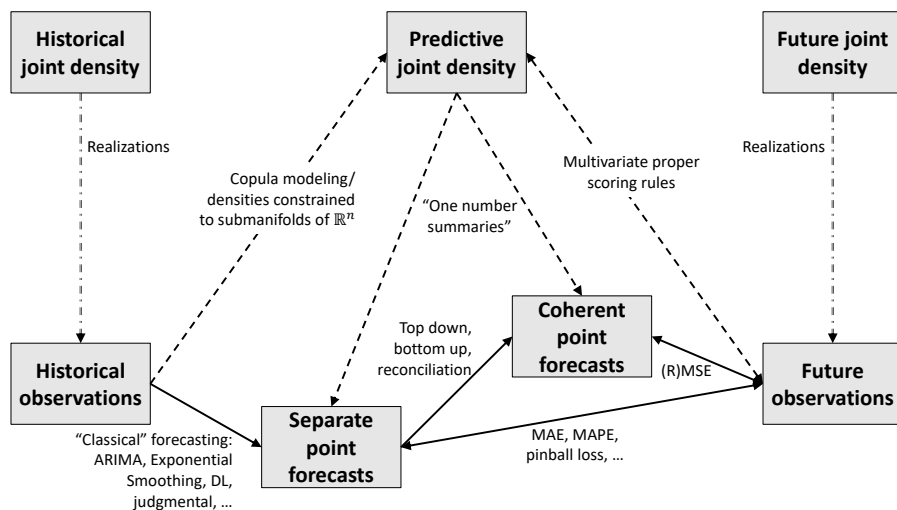 Historical
joint density
Predictive
joint density
Future joint
density
Realizations
Copula modeling/
densities constrained
to submanifolds of ℝⁿ
“One number
summaries”
Multivariate proper
scoring rules
Realizations
Historical
observations
Top down,
bottom up,
reconciliation
Coherent
point
forecasts
(R)MSE
Future
observations
“Classical” forecasting:
ARIMA, Exponential
Smoothing, DL,
judgmental, …
Separate
point
forecasts
MAE, MAPE,
pinball loss, …